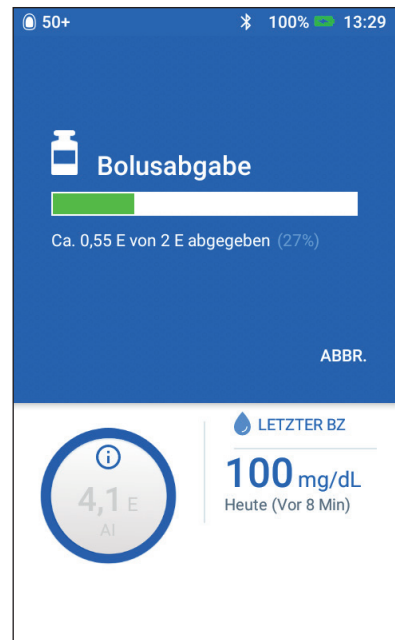 50+ 100% 13:29
Bolusabgabe
Ca. 0,55 E von 2 E abgegeben (27%)
ABBR.
LETZTER BZ
100 mg/dL
Heute (Vor 8 Min)
i
4,1 E
AI